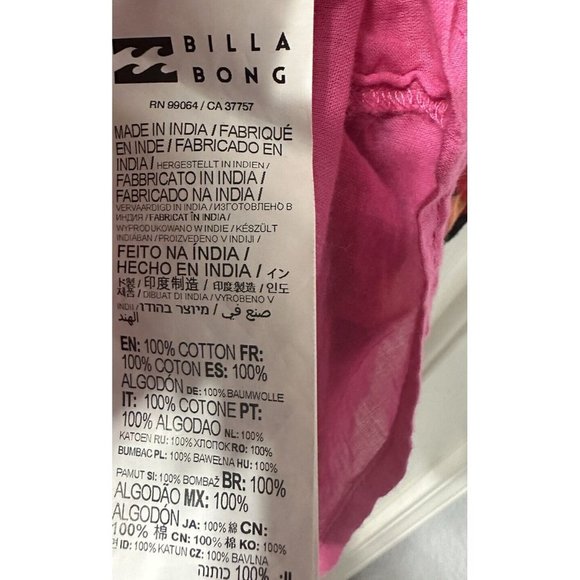 BILLA
BONG
RN 99064 / CA 37757
MADE IN INDIA / FABRIQUÉ
EN INDE / FABRICADO EN
INDIA / HERGESTELLT IN INDIEN /
FABBRICATO IN INDIA /
FABRICADO NA INDIA /
VERVAARDIGD IN INDIA / ИЗГОТОВЛЕНО В
ИНДИЯ / FABRICAT ÎN INDIA /
WYPRODUKOWANO W INDIE / KÉSZÜLT
INDIÁBAN / PROIZVEDENO V INDIJI /
FEITO NA ÍNDIA /
HECHO EN INDIA / イン
ド製 / 印度制造 / 印度製造 / 인도
제품 / DIBUAT DI INDIA / VYROBENO V
INDII / מיוצר בהודו / صنع في
الهند
EN: 100% COTTON FR:
100% COTON ES: 100%
ALGODÓN DE: 100% BAUMWOLLE
IT: 100% COTONE PT:
100% ALGODAO NL: 100%
KATOEN RU: 100% ХЛОПОК RO: 100%
BUMBAC PL: 100% BAWEŁNA HU: 100%
PAMUT SI: 100% BOMBAŽ BR: 100%
ALGODÃO MX: 100%
ALGODÓN JA: 100% 綿 CN:
100% 棉 CN: 100% 棉 KO: 100%
면 ID: 100% KATUN CZ: 100% BAVLNA
100% כותנה